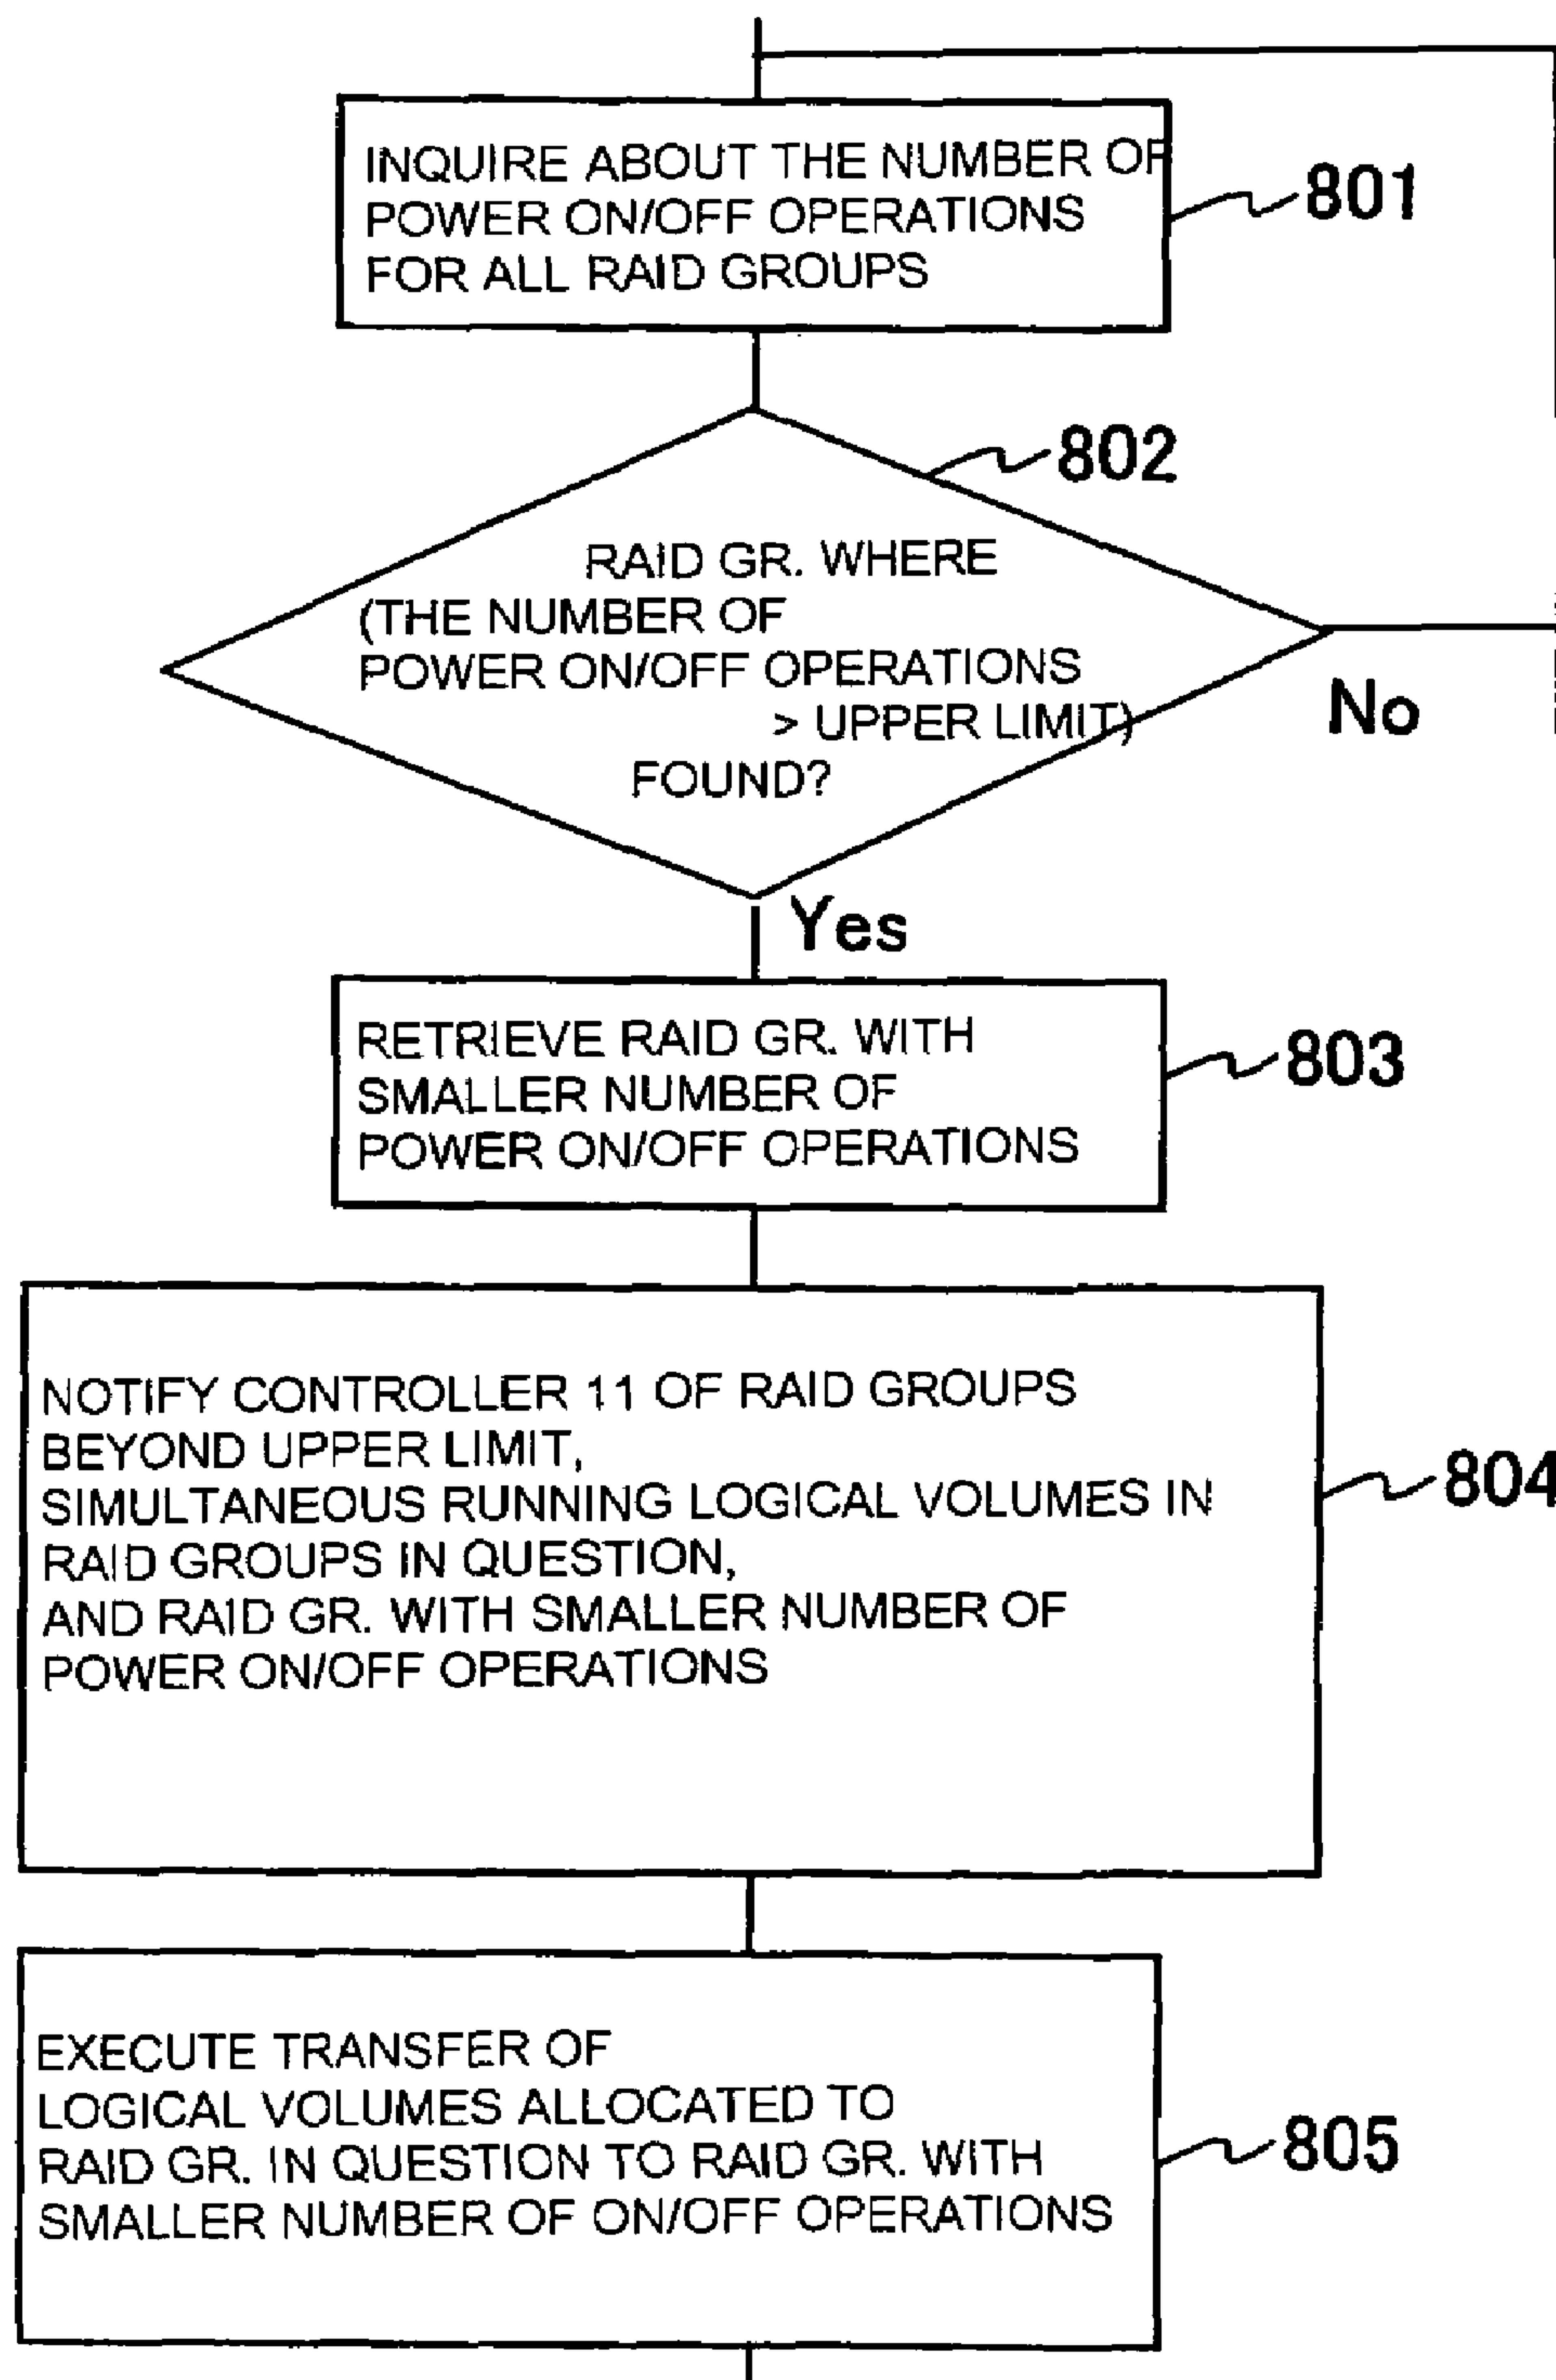 INQUIRE ABOUT THE NUMBER OF
POWER ON/OFF OPERATIONS
FOR ALL RAID GROUPS
801
802
RAID GR. WHERE
(THE NUMBER OF
POWER ON/OFF OPERATIONS
> UPPER LIMIT)
FOUND?
No
Yes
RETRIEVE RAID GR. WITH
SMALLER NUMBER OF
POWER ON/OFF OPERATIONS
803
NOTIFY CONTROLLER 11 OF RAID GROUPS
BEYOND UPPER LIMIT,
SIMULTANEOUS RUNNING LOGICAL VOLUMES IN
RAID GROUPS IN QUESTION,
AND RAID GR. WITH SMALLER NUMBER OF
POWER ON/OFF OPERATIONS
804
EXECUTE TRANSFER OF
LOGICAL VOLUMES ALLOCATED TO
RAID GR. IN QUESTION TO RAID GR. WITH
SMALLER NUMBER OF ON/OFF OPERATIONS
805